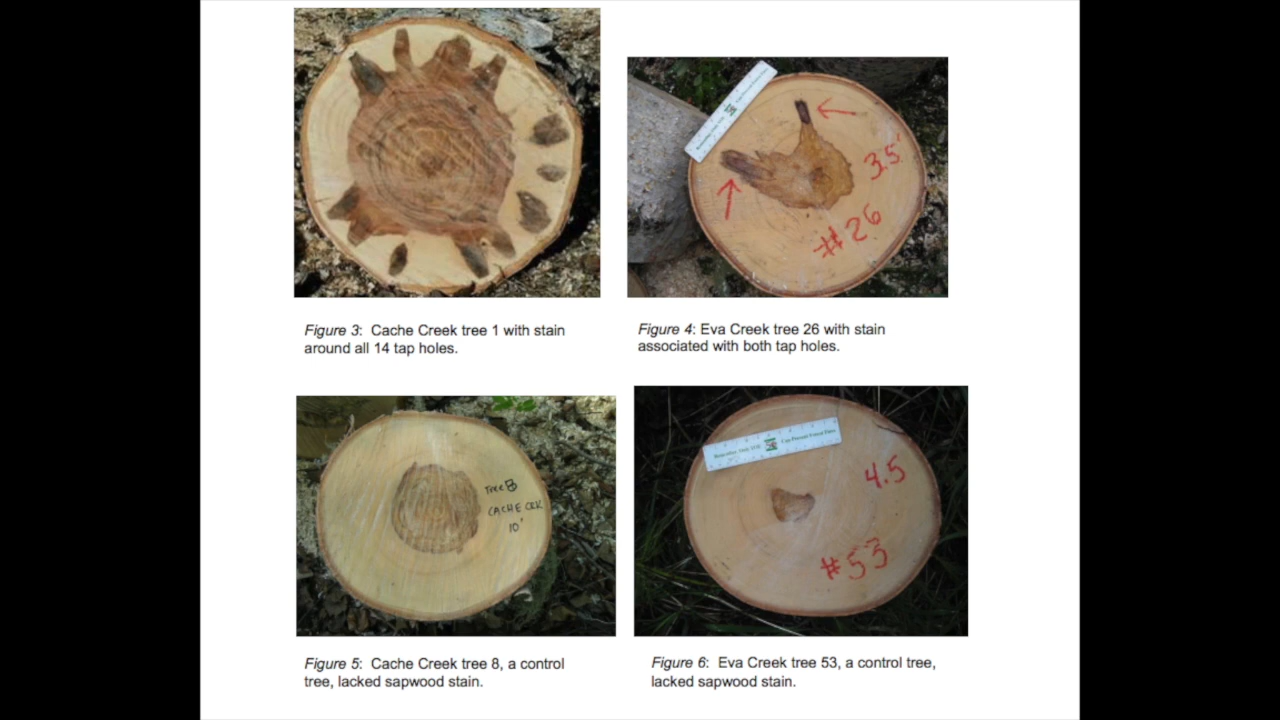 3.5'
#26
Figure 3: Cache Creek tree 1 with stain
around all 14 tap holes.
Figure 4: Eva Creek tree 26 with stain
associated with both tap holes.
Tree 8
CACHE CRK
10'
4.5
#53
Figure 5: Cache Creek tree 8, a control
tree, lacked sapwood stain.
Figure 6: Eva Creek tree 53, a control tree,
lacked sapwood stain.